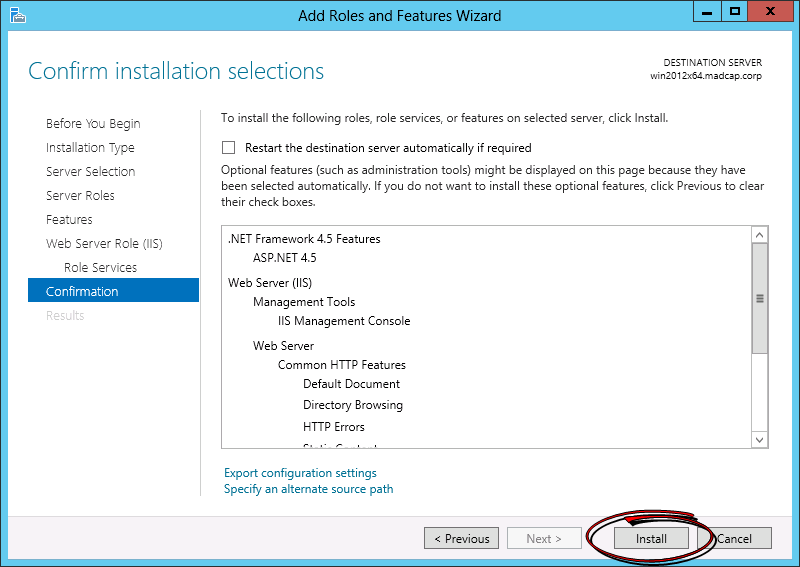 Add Roles and Features Wizard
Confirm installation selections
DESTINATION SERVER
win2012x64.madcap.corp
Before You Begin
Installation Type
Server Selection
Server Roles
Features
Web Server Role (IIS)
Role Services
Confirmation
Results
To install the following roles, role services, or features on selected server, click Install.
Restart the destination server automatically if required
Optional features (such as administration tools) might be displayed on this page because they have
been selected automatically. If you do not want to install these optional features, click Previous to clear
their check boxes.
.NET Framework 4.5 Features
ASP.NET 4.5
Web Server (IIS)
Management Tools
IIS Management Console
Web Server
Common HTTP Features
Default Document
Directory Browsing
HTTP Errors
Static Content
Export configuration settings
Specify an alternate source path
< Previous
Next >
Install
Cancel